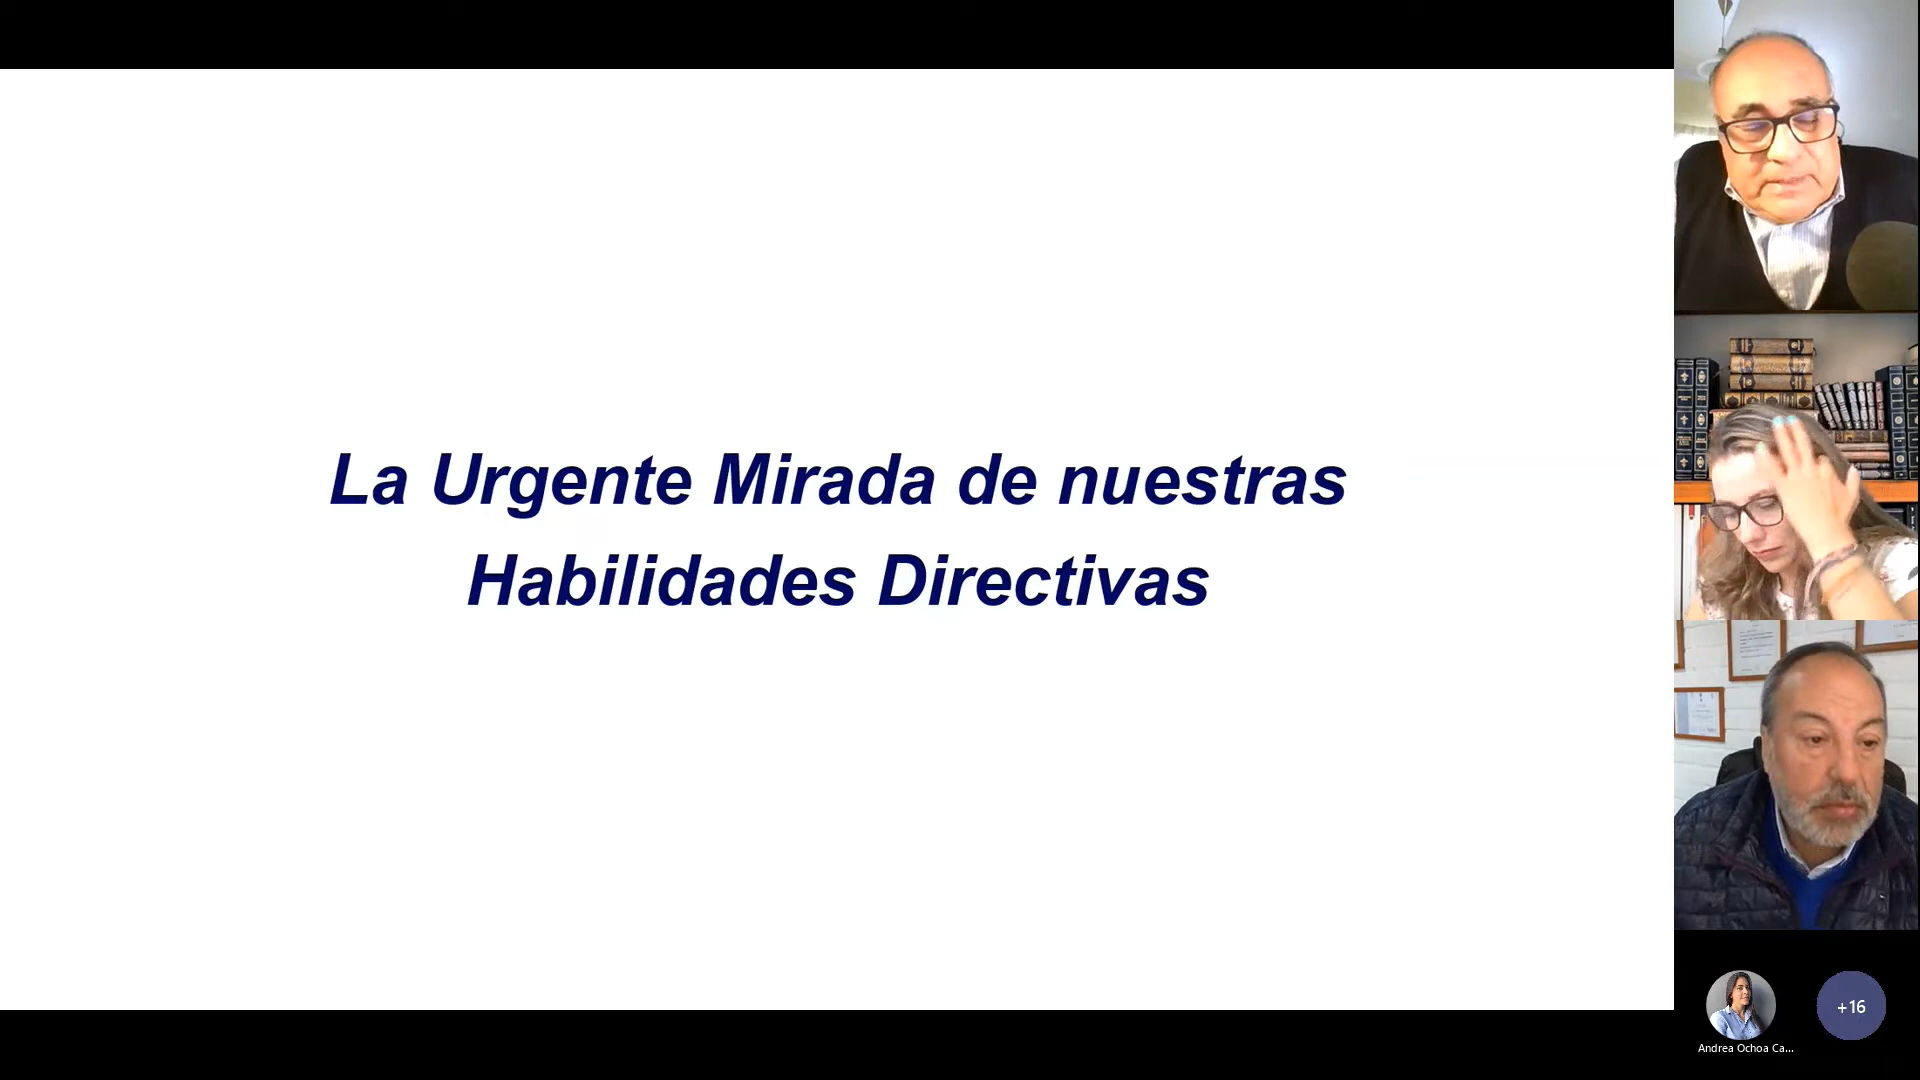 La Urgente Mirada de nuestras
Habilidades Directivas
+16
Andrea Ochoa Ca...